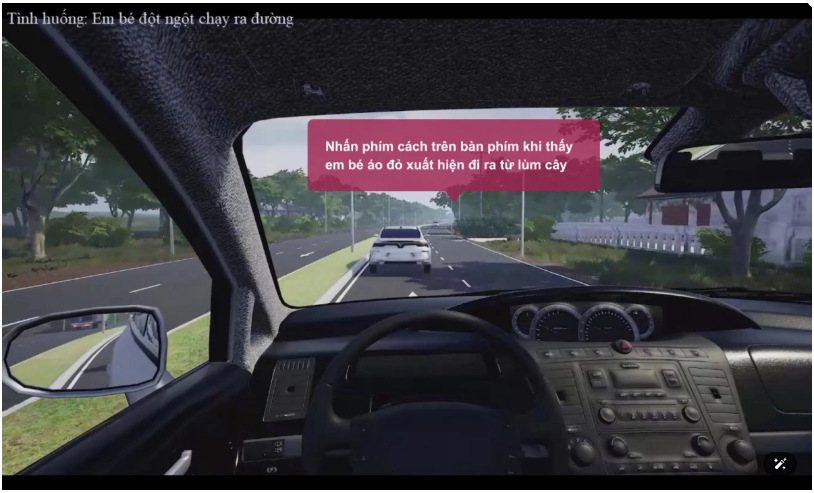 Tình huống: Em bé đột ngột chạy ra đường
Nhấn phím cách trên bàn phím khi thấy
em bé áo đỏ xuất hiện đi ra từ lùm cây